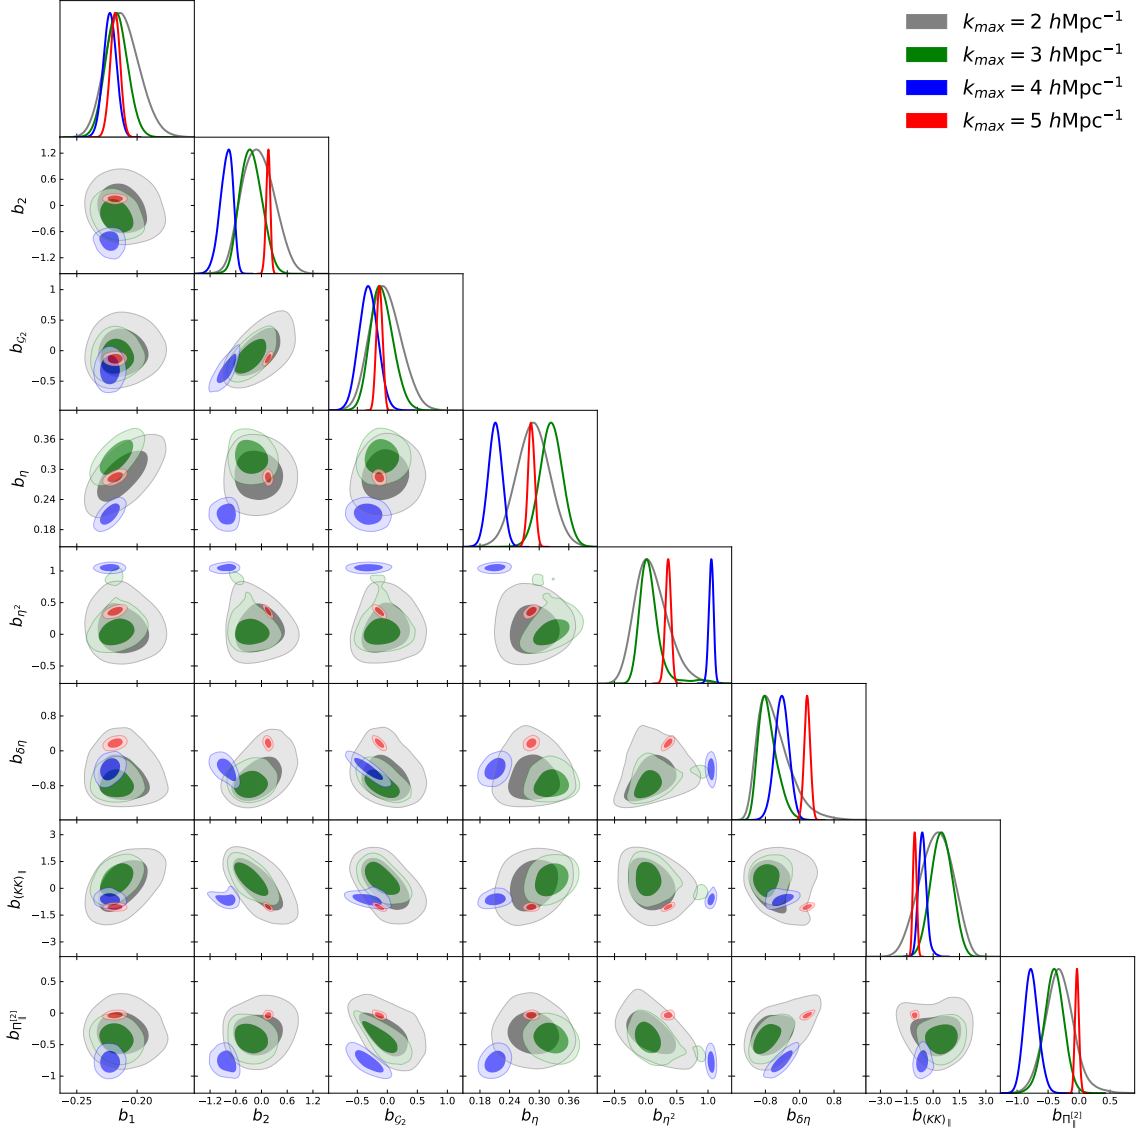 k_max = 2 hMpc⁻¹
k_max = 3 hMpc⁻¹
k_max = 4 hMpc⁻¹
k_max = 5 hMpc⁻¹
1.2
0.6
0
−0.6
−1.2
b₂
1
0.5
0
−0.5
b_𝒢₂
0.36
0.3
0.24
0.18
b_η
1
0.5
0
−0.5
b_η²
0.8
0
−0.8
b_δη
3
1.5
0
−1.5
−3
b_(KK)∥
0.5
0
−0.5
−1
b_Π∥^[2]
−0.25 −0.20 −1.2 −0.6 0.0 0.6 1.2 −0.5 0.0 0.5 1.0 0.18 0.24 0.30 0.36 −0.5 0.0 0.5 1.0 −0.8 0.0 0.8 −3.0 −1.5 0.0 1.5 3.0 −1.0 −0.5 0.0 0.5
b₁ b₂ b_𝒢₂ b_η b_η² b_δη b_(KK)∥ b_Π∥^[2]